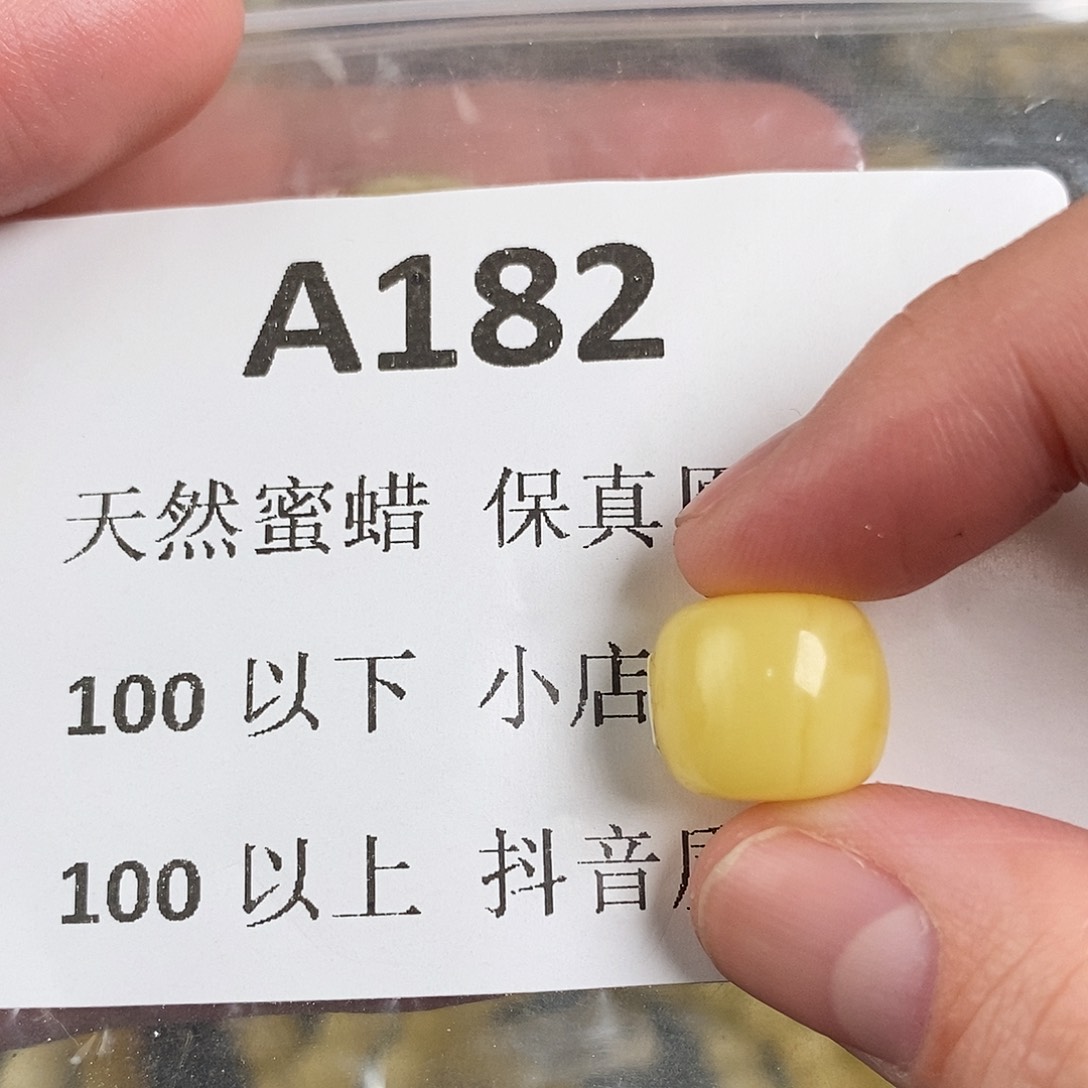 A182
天然蜜蜡 保真
100 以下 小店
100 以上 抖音